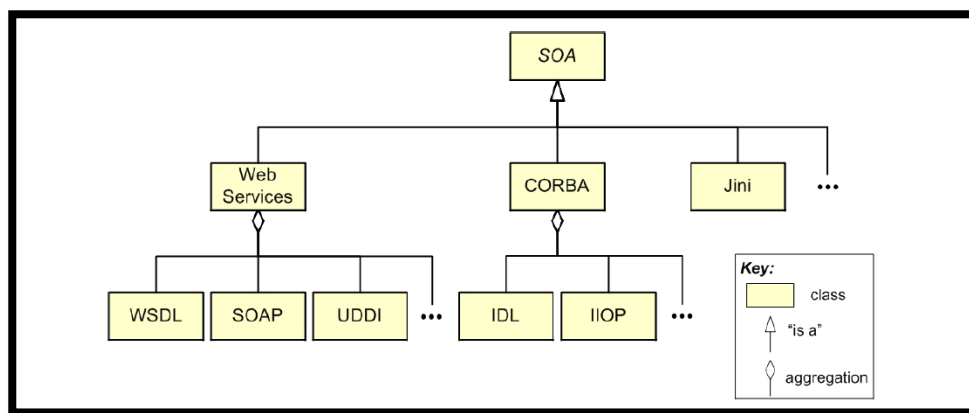 SOA
Web
Services
CORBA
Jini
...
WSDL
SOAP
UDDI
...
IDL
IIOP
...
Key:
class
“is a”
aggregation